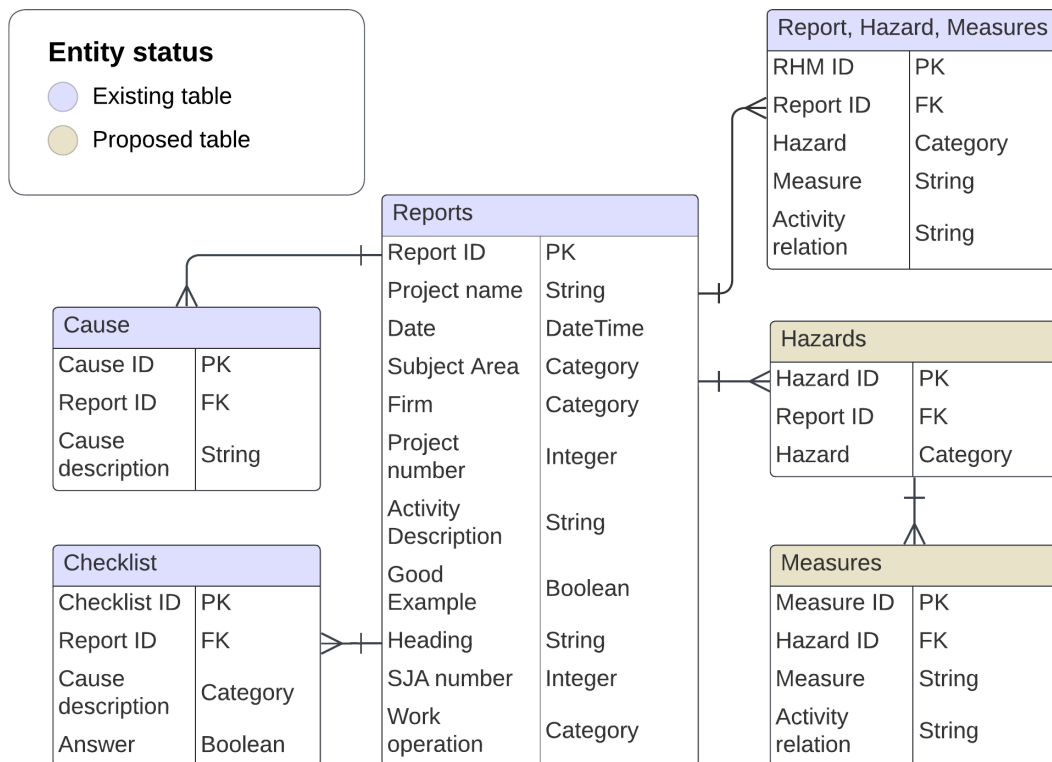 Entity status
Existing table
Proposed table
Report, Hazard, Measures
RHM ID PK
Report ID FK
Hazard Category
Measure String
Activity
relation
String
Reports
Report ID PK
Project name String
Date DateTime
Subject Area Category
Firm Category
Project
number
Integer
Activity
Description
String
Good
Example
Boolean
Heading String
SJA number Integer
Work
operation
Category
Cause
Cause ID PK
Report ID FK
Cause
description
String
Checklist
Checklist ID PK
Report ID FK
Cause
description
Category
Answer Boolean
Hazards
Hazard ID PK
Report ID FK
Hazard Category
Measures
Measure ID PK
Hazard ID FK
Measure String
Activity
relation
String